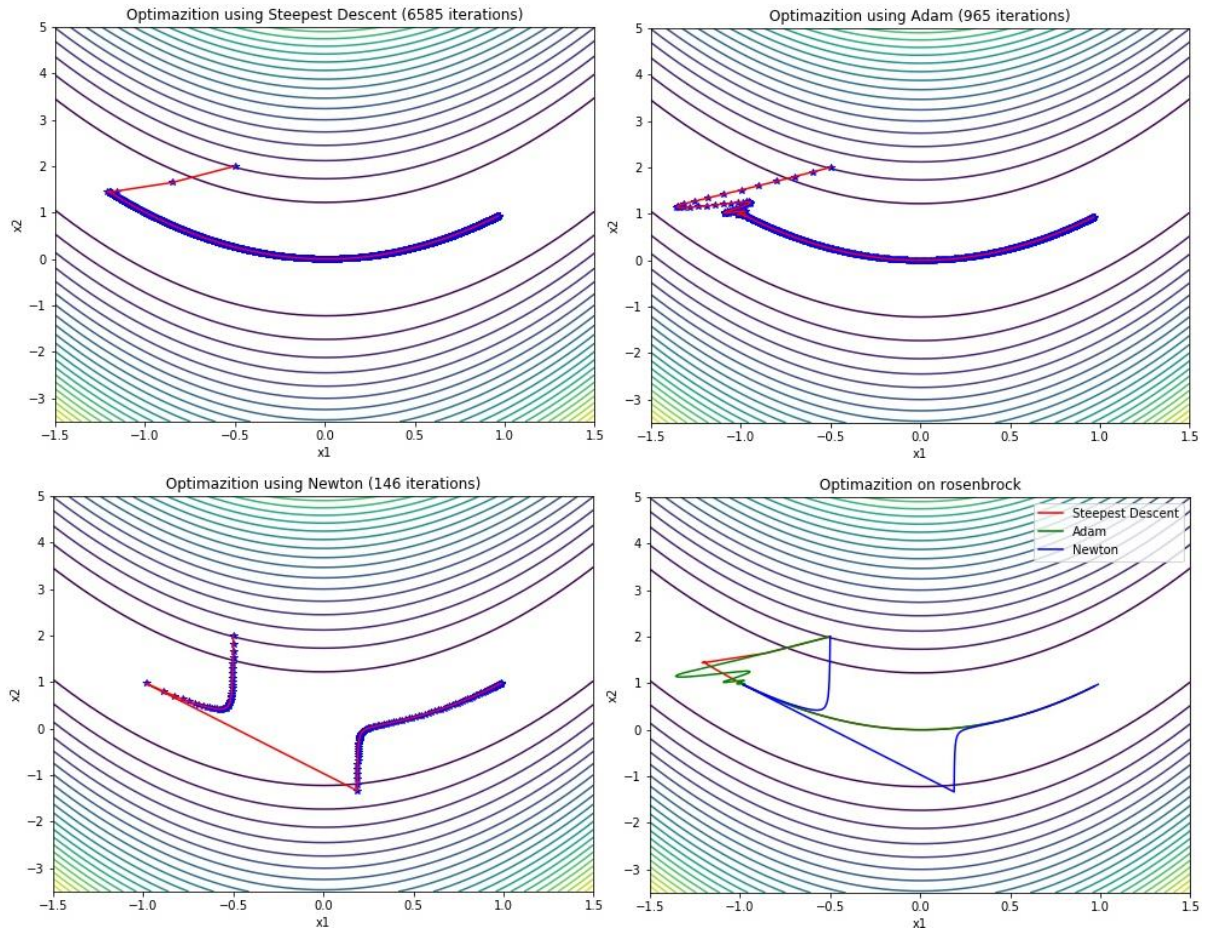 Optimazition using Steepest Descent (6585 iterations)
5
4
3
2
1
0
−1
−2
−3
x2
−1.5 −1.0 −0.5 0.0 0.5 1.0 1.5
x1
Optimazition using Adam (965 iterations)
5
4
3
2
1
0
−1
−2
−3
x2
−1.5 −1.0 −0.5 0.0 0.5 1.0 1.5
x1
Optimazition using Newton (146 iterations)
5
4
3
2
1
0
−1
−2
−3
x2
−1.5 −1.0 −0.5 0.0 0.5 1.0 1.5
x1
Optimazition on rosenbrock
Steepest Descent
Adam
Newton
5
4
3
2
1
0
−1
−2
−3
x2
−1.5 −1.0 −0.5 0.0 0.5 1.0 1.5
x1